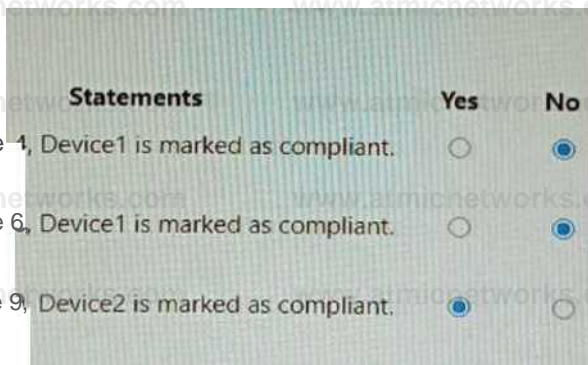 Statements Yes No
4, Device1 is marked as compliant.
6, Device1 is marked as compliant.
9, Device2 is marked as compliant.